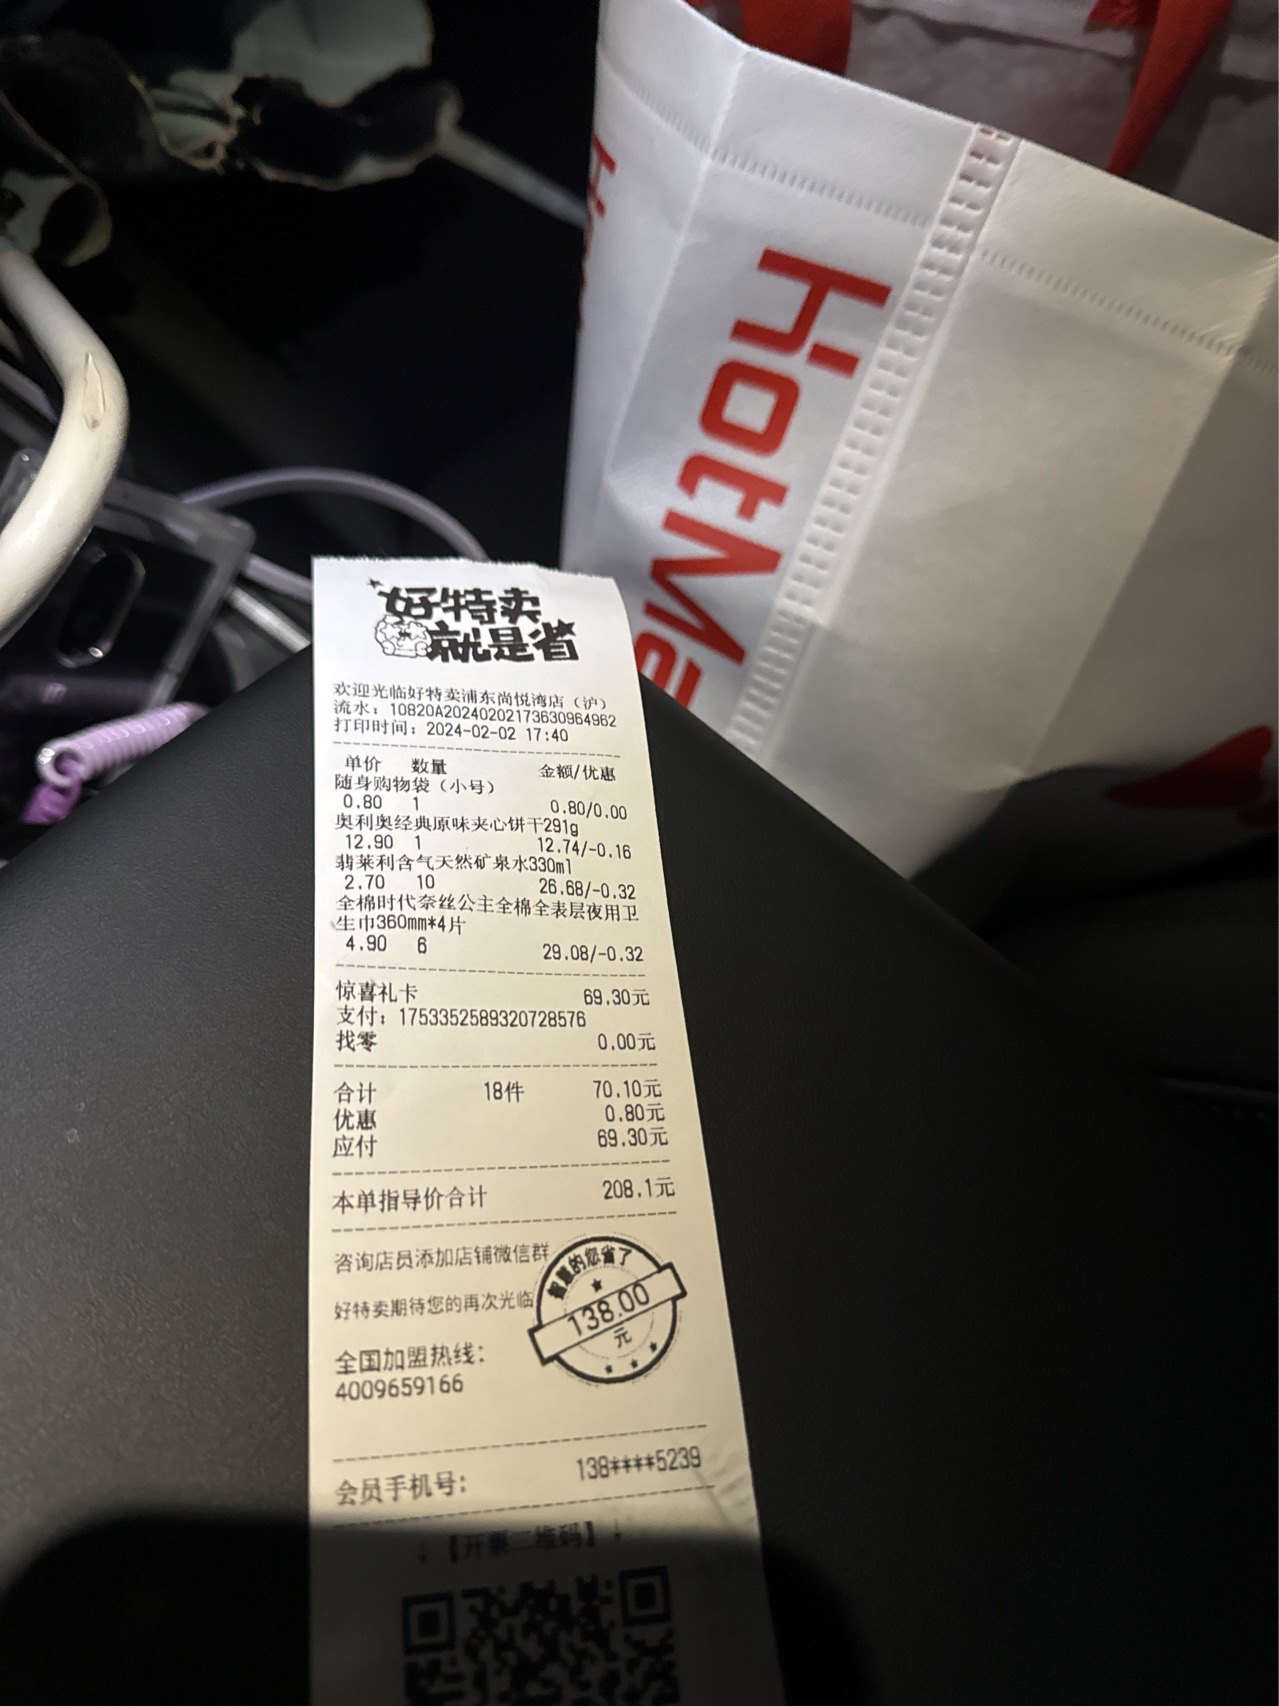 HotMa
好特卖
就是省
欢迎光临好特卖浦东尚悦湾店（沪）
流水：10820A20240202173630964962
打印时间：2024-02-02 17:40
单价 数量 金额/优惠
随身购物袋（小号）
0.80 1 0.80/0.00
奥利奥经典原味夹心饼干291g
12.90 1 12.74/-0.16
翡莱利含气天然矿泉水330ml
2.70 10 26.68/-0.32
全棉时代奈丝公主全棉全表层夜用卫
生巾360mm*4片
4.90 6 29.08/-0.32
惊喜礼卡 69.30元
支付：1753352589320728576
找零 0.00元
合计 18件 70.10元
优惠 0.80元
应付 69.30元
本单指导价合计 208.1元
咨询店员添加店铺微信群
好特卖期待您的再次光临
智慧的您省了
138.00
元
全国加盟热线：
4009659166
会员手机号： 138****5239
↓【开票二维码】↓